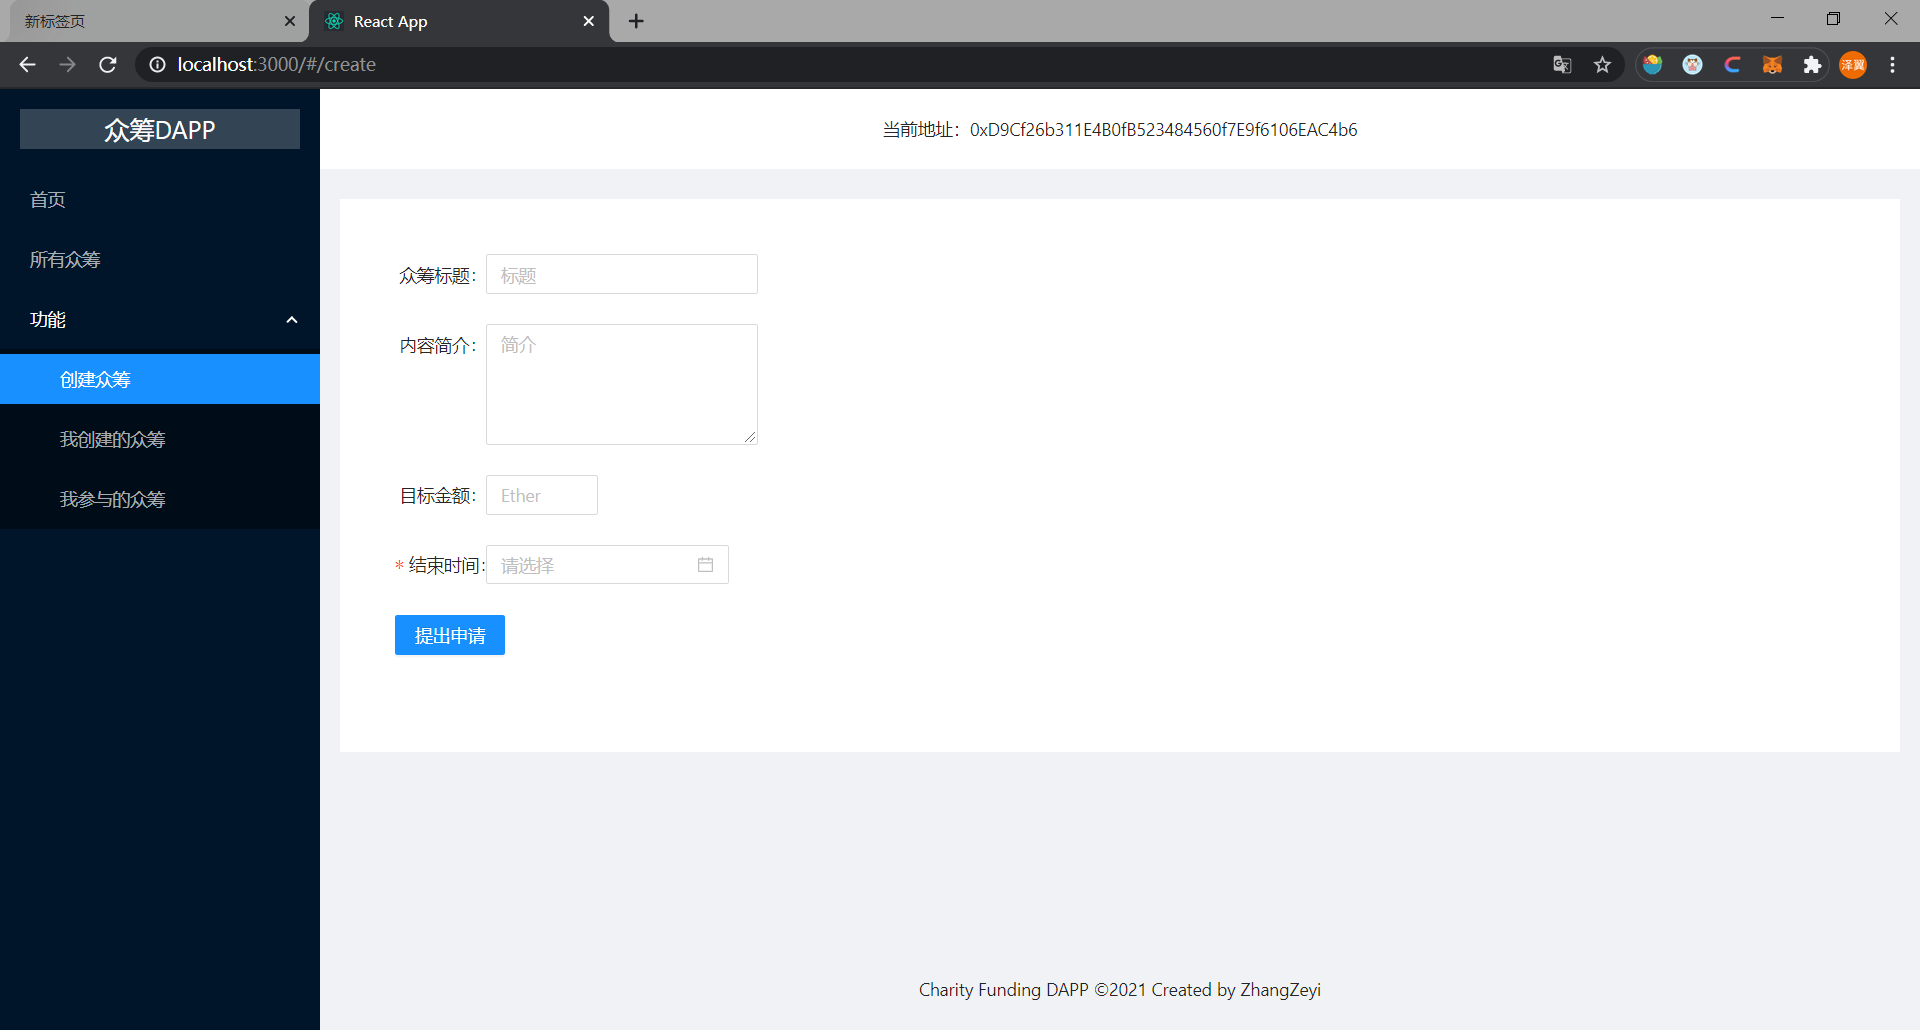 新标签页
React App
localhost:3000/#/create
泽翼
众筹DAPP
首页
所有众筹
功能
创建众筹
我创建的众筹
我参与的众筹
当前地址：0xD9Cf26b311E4B0fB523484560f7E9f6106EAC4b6
众筹标题：
标题
内容简介：
简介
目标金额：
Ether
* 结束时间：
请选择
提出申请
Charity Funding DAPP ©2021 Created by ZhangZeyi